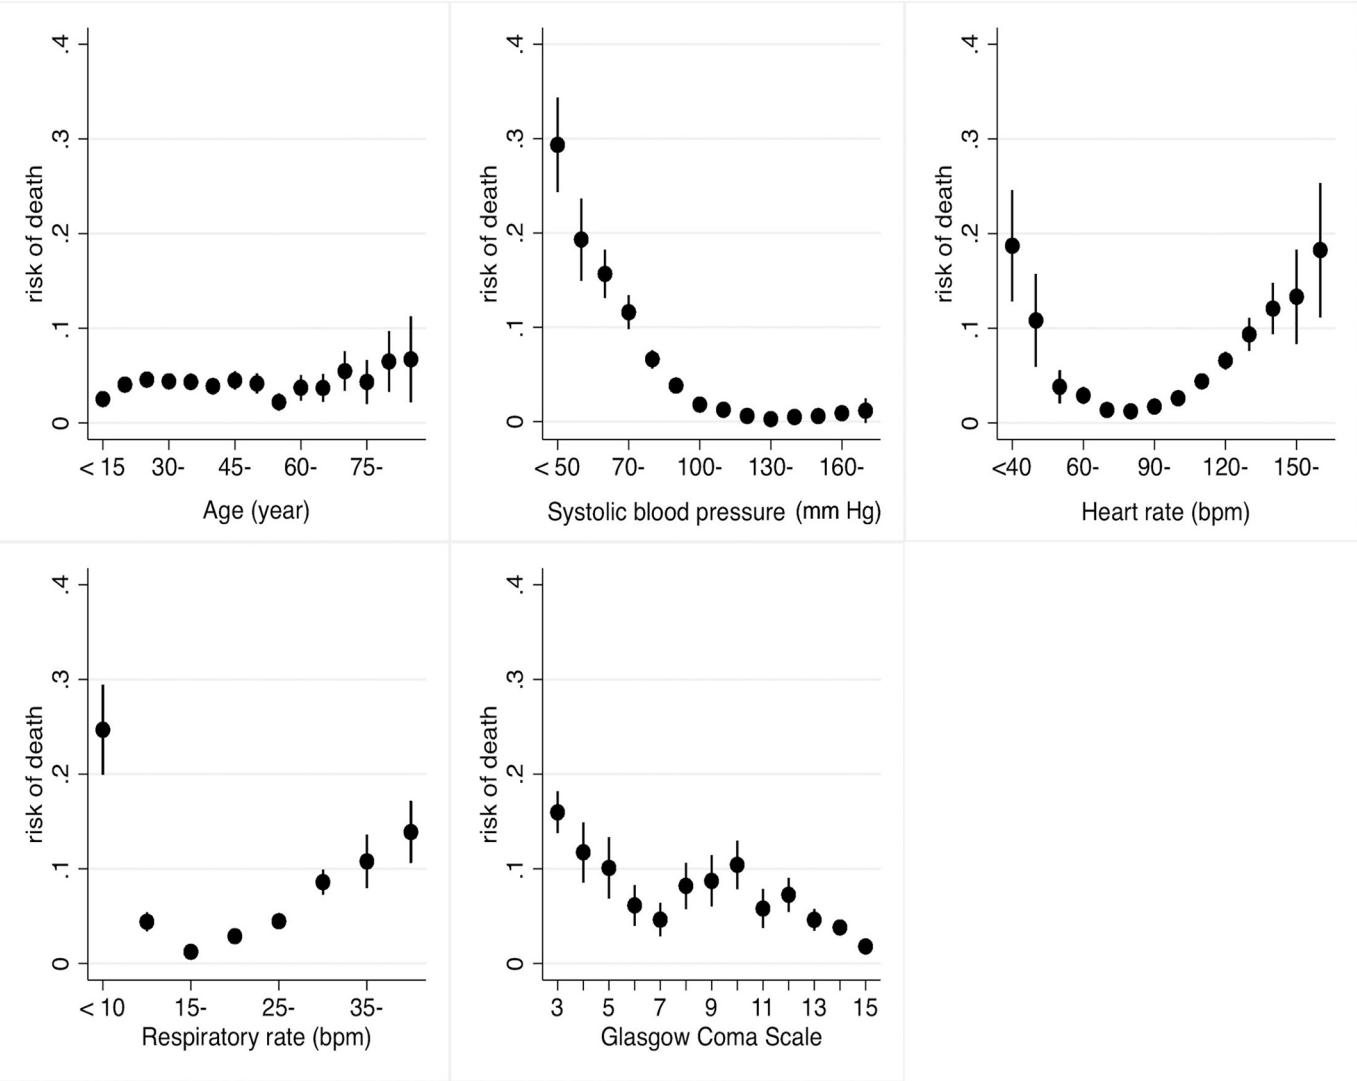 .4
.3
.2
.1
0
risk of death
< 15 30- 45- 60- 75-
Age (year)
.4
.3
.2
.1
0
risk of death
< 50 70- 100- 130- 160-
Systolic blood pressure (mm Hg)
.4
.3
.2
.1
0
risk of death
<40 60- 90- 120- 150-
Heart rate (bpm)
.4
.3
.2
.1
0
risk of death
< 10 15- 25- 35-
Respiratory rate (bpm)
.4
.3
.2
.1
0
risk of death
3 5 7 9 11 13 15
Glasgow Coma Scale